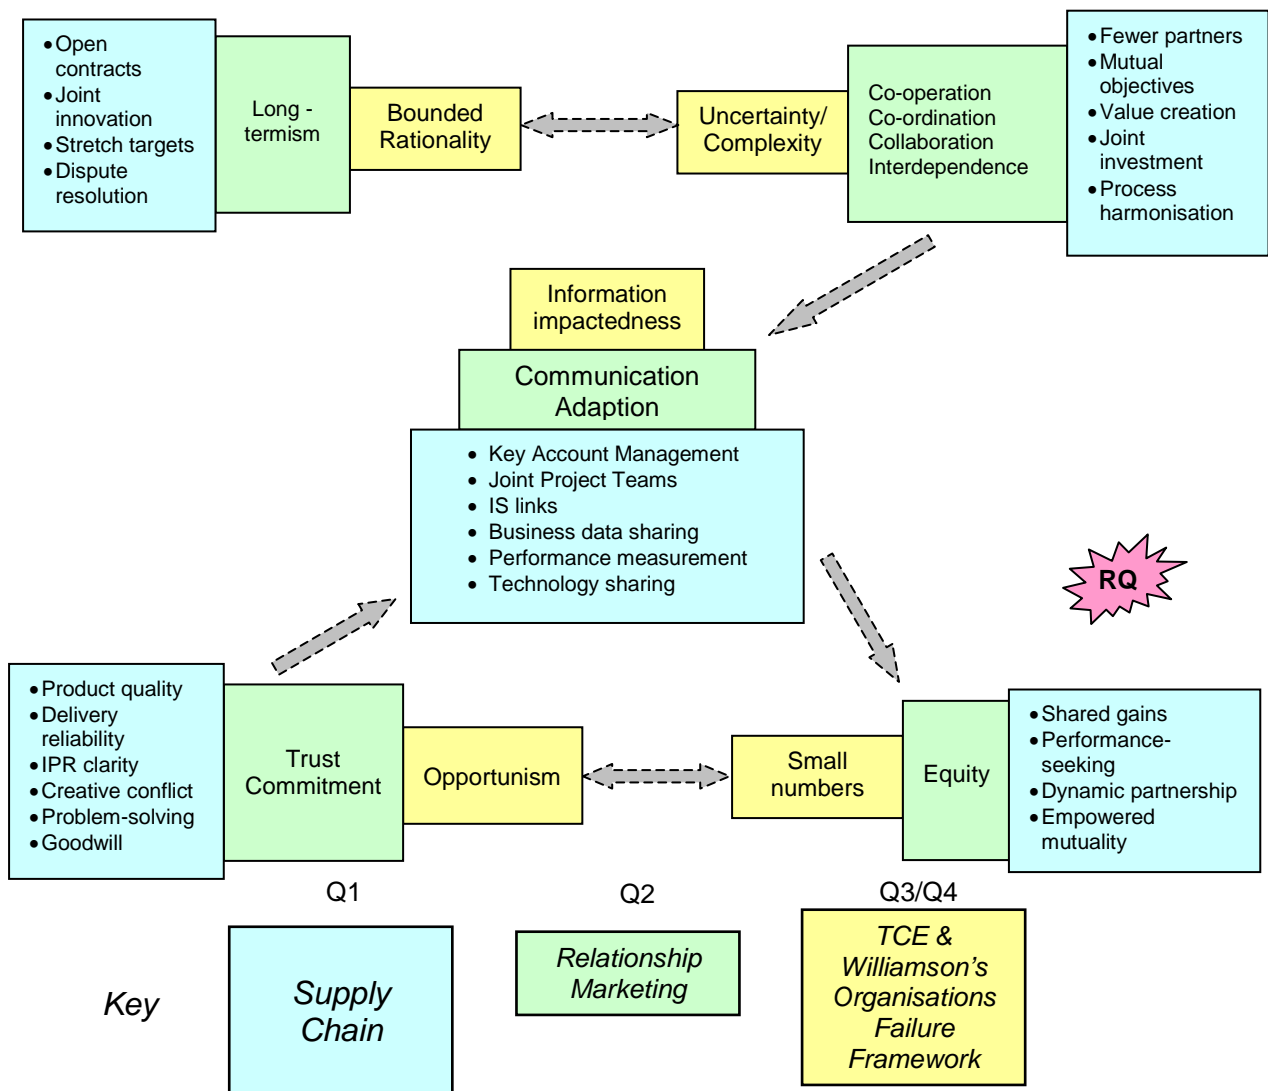 • Open
contracts
• Joint
innovation
• Stretch targets
• Dispute
resolution
Long -
termism
Bounded
Rationality
Uncertainty/
Complexity
Co-operation
Co-ordination
Collaboration
Interdependence
• Fewer partners
• Mutual
objectives
• Value creation
• Joint
investment
• Process
harmonisation
Information
impactedness
Communication
Adaption
• Key Account Management
• Joint Project Teams
• IS links
• Business data sharing
• Performance measurement
• Technology sharing
RQ
• Product quality
• Delivery
reliability
• IPR clarity
• Creative conflict
• Problem-solving
• Goodwill
Trust
Commitment
Opportunism
Small
numbers
Equity
• Shared gains
• Performance-
seeking
• Dynamic partnership
• Empowered
mutuality
Q1
Q2
Q3/Q4
Key
Supply
Chain
Relationship
Marketing
TCE &
Williamson's
Organisations
Failure
Framework